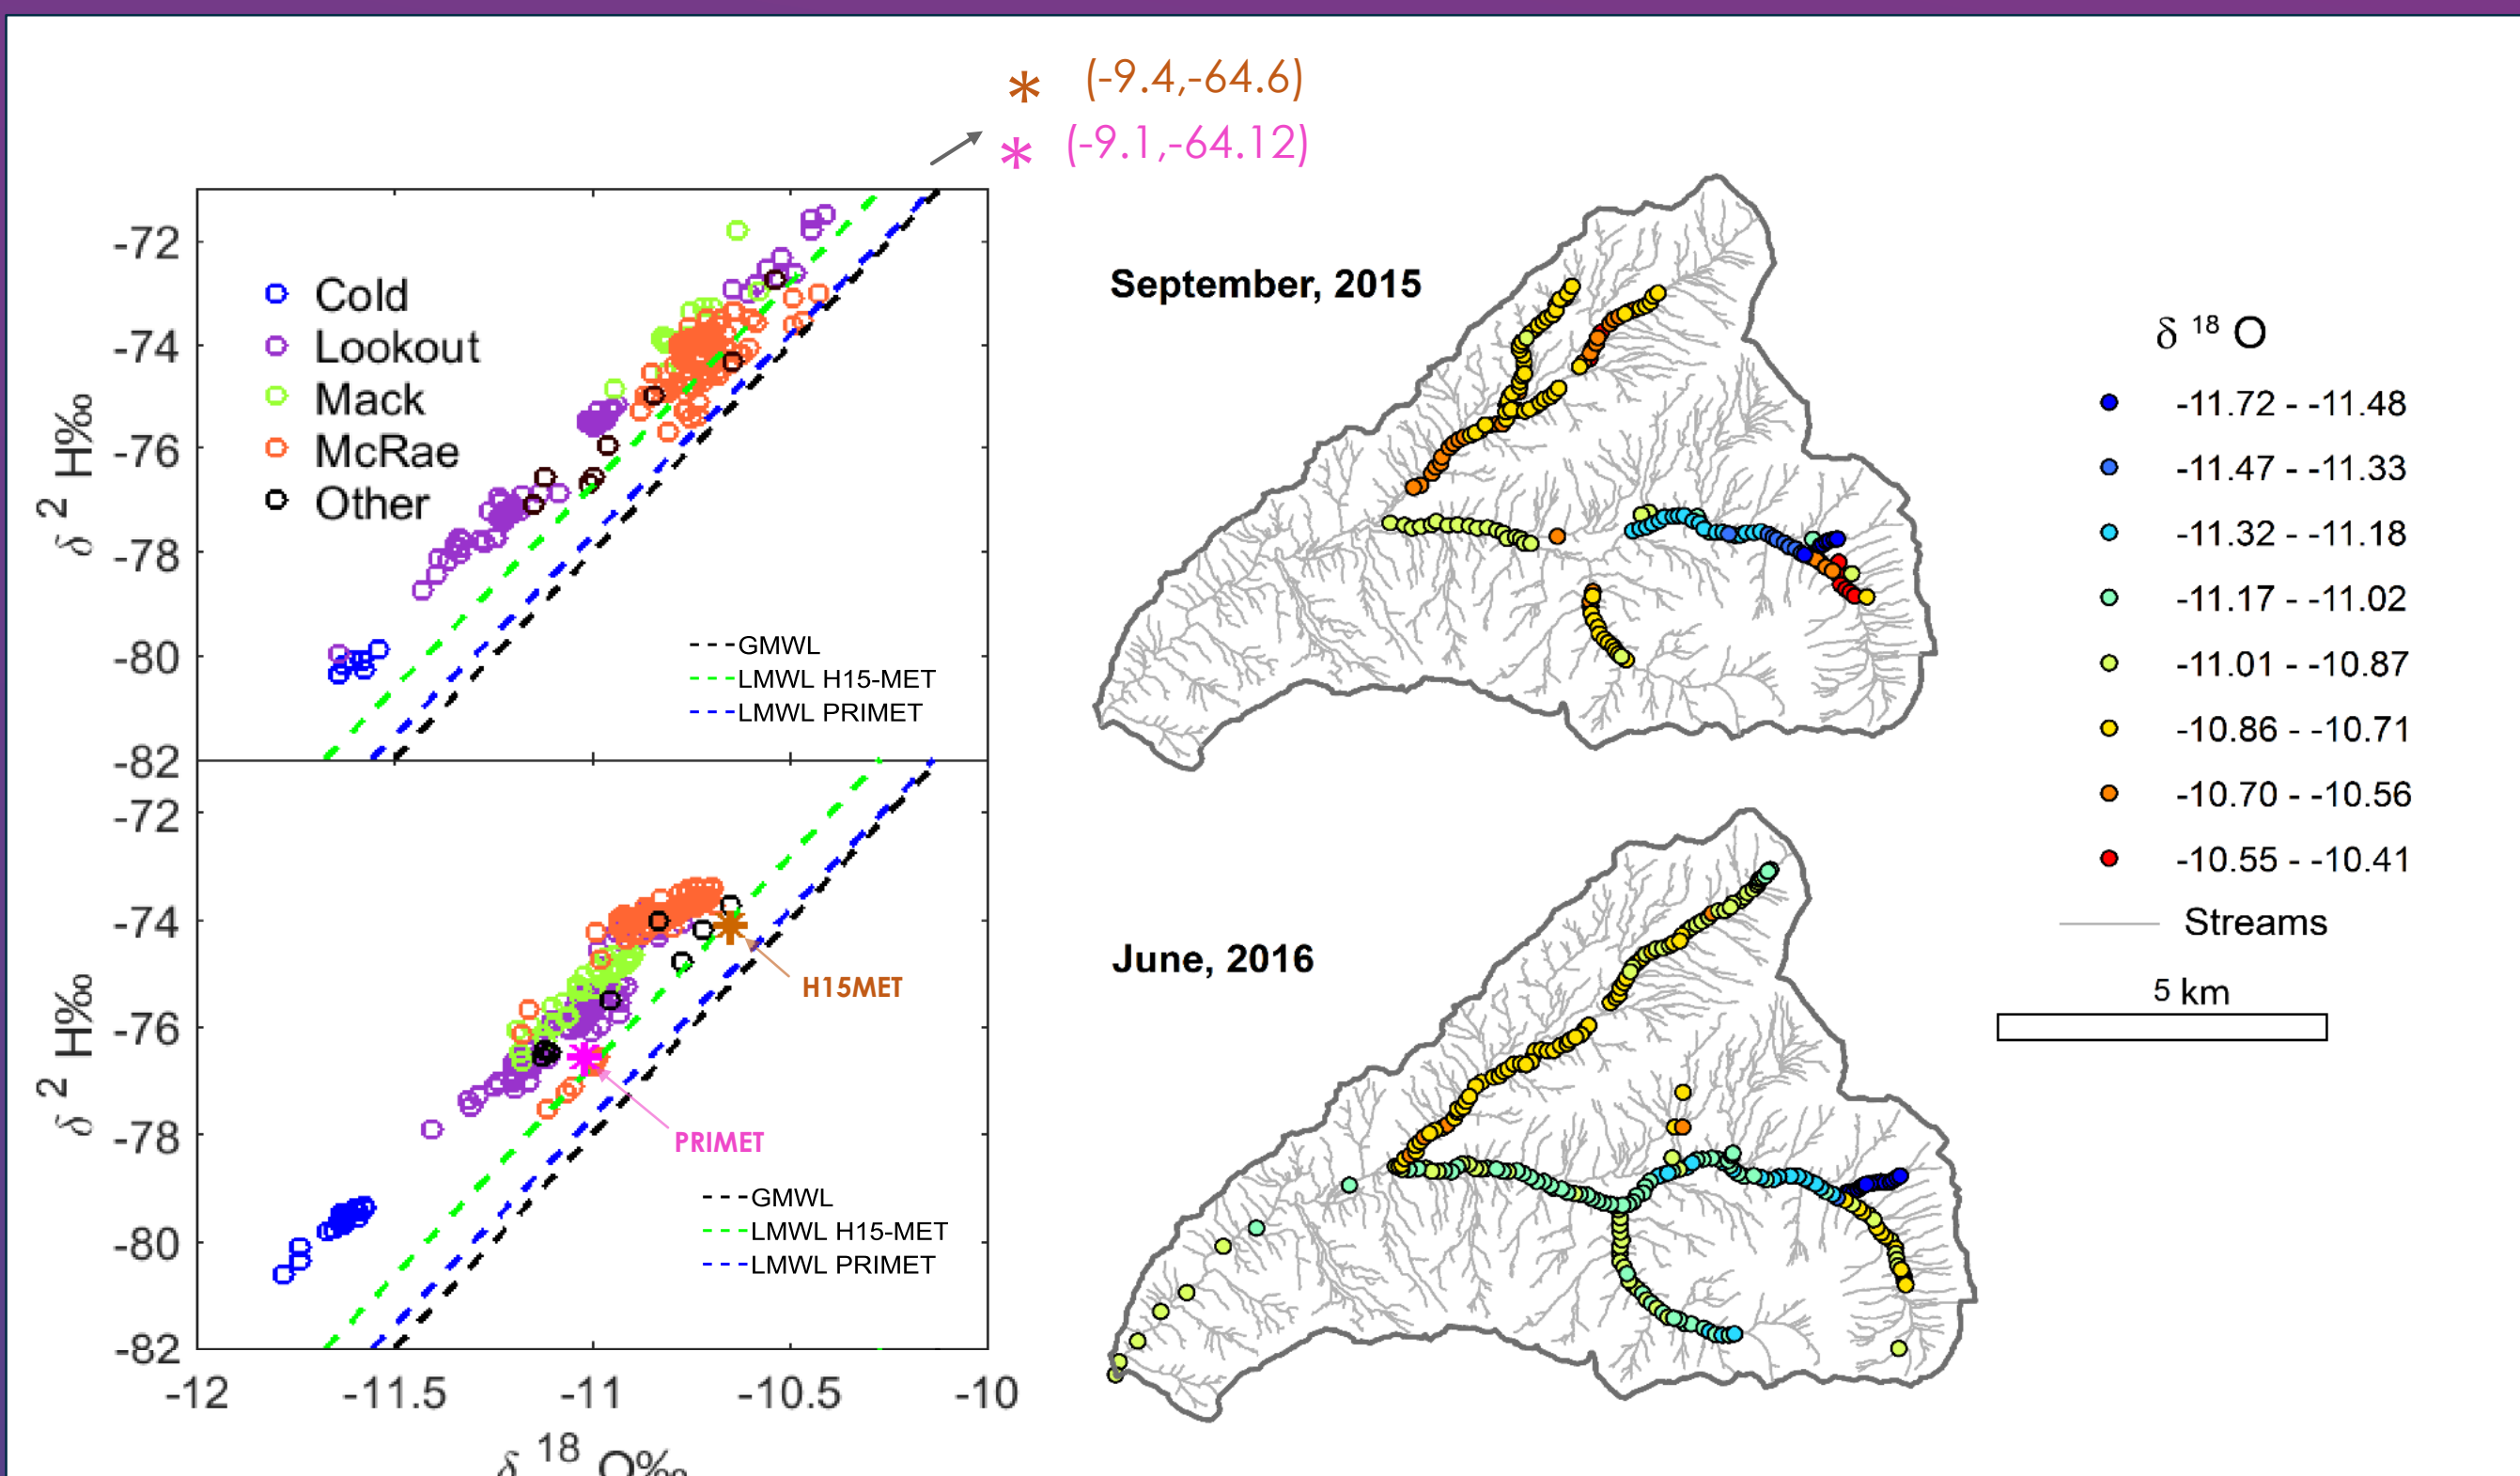 (-9.4,-64.6)
(-9.1,-64.12)
-72
-74
-76
-78
-80
-82
δ 2 H‰
Cold
Lookout
Mack
McRae
Other
GMWL
LMWL H15-MET
LMWL PRIMET
-72
-74
-76
-78
-80
-82
δ 2 H‰
H15MET
PRIMET
GMWL
LMWL H15-MET
LMWL PRIMET
-12 -11.5 -11 -10.5 -10
δ 18 O‰
September, 2015
June, 2016
δ 18 O
-11.72 - -11.48
-11.47 - -11.33
-11.32 - -11.18
-11.17 - -11.02
-11.01 - -10.87
-10.86 - -10.71
-10.70 - -10.56
-10.55 - -10.41
Streams
5 km